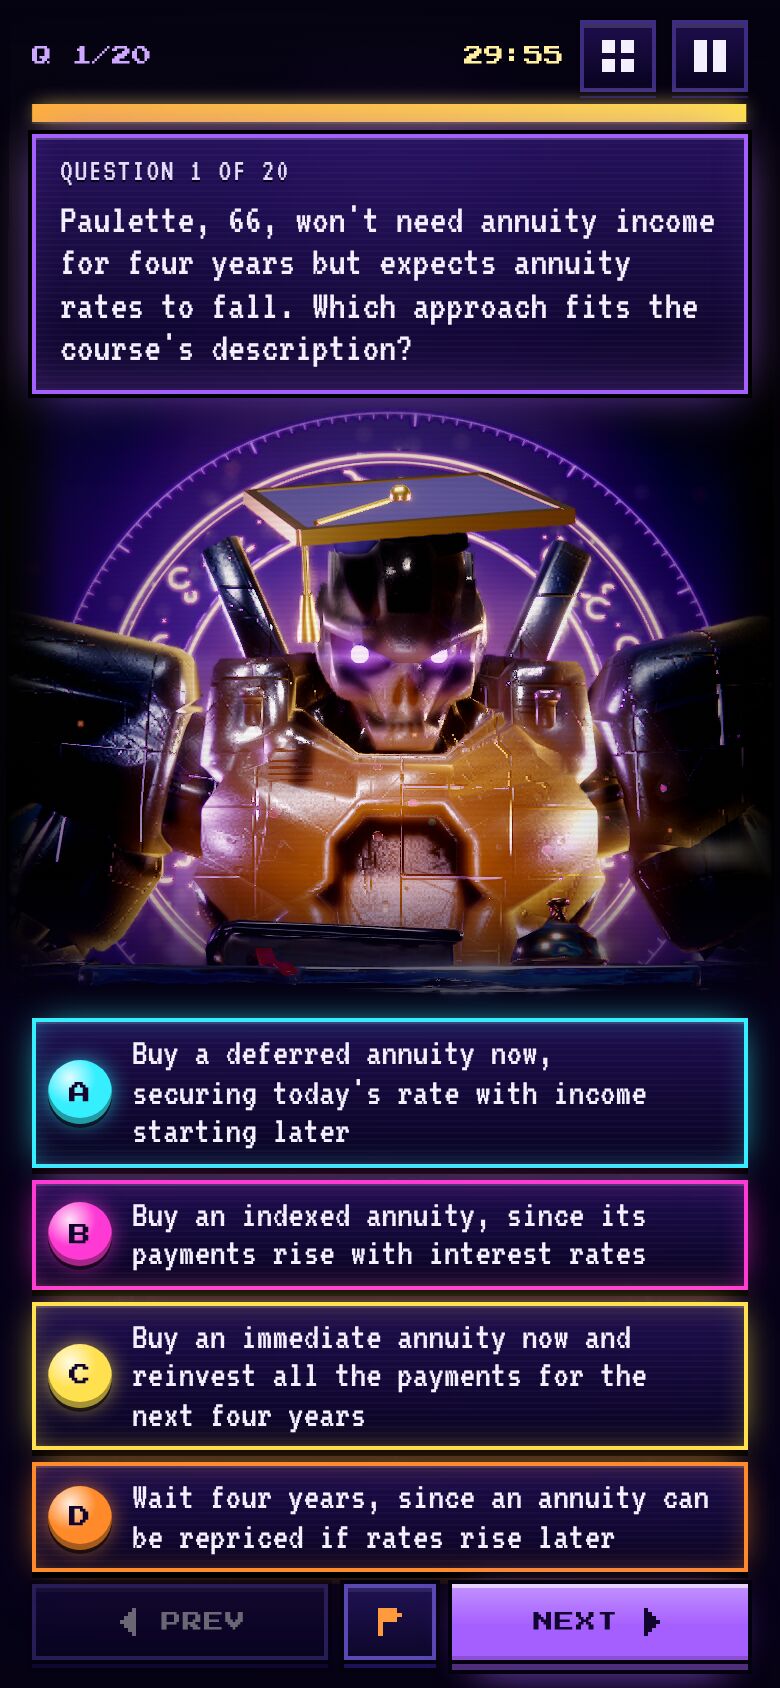 Q 1/20
29:55
QUESTION 1 OF 20
Paulette, 66, won't need annuity income
for four years but expects annuity
rates to fall. Which approach fits the
course's description?
A
Buy a deferred annuity now,
securing today's rate with income
starting later
B
Buy an indexed annuity, since its
payments rise with interest rates
C
Buy an immediate annuity now and
reinvest all the payments for the
next four years
D
Wait four years, since an annuity can
be repriced if rates rise later
PREV
NEXT